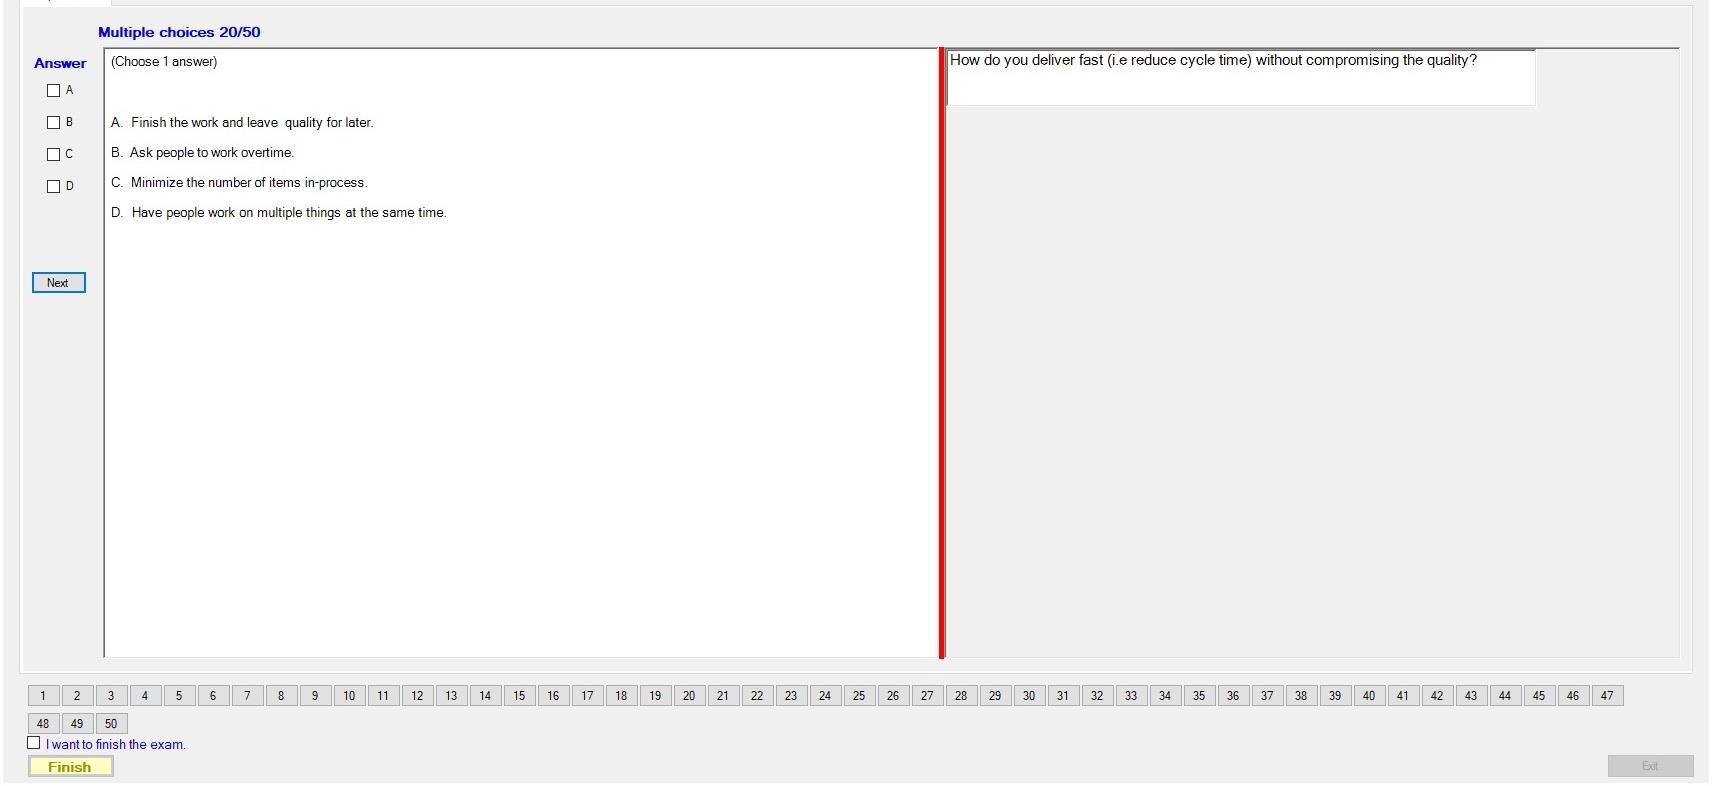 Multiple choices 20/50
Answer
A
B
C
D
Next
(Choose 1 answer)
A. Finish the work and leave quality for later.
B. Ask people to work overtime.
C. Minimize the number of items in-process.
D. Have people work on multiple things at the same time.
How do you deliver fast (i.e reduce cycle time) without compromising the quality?
1 2 3 4 5 6 7 8 9 10 11 12 13 14 15 16 17 18 19 20 21 22 23 24 25 26 27 28 29 30 31 32 33 34 35 36 37 38 39 40 41 42 43 44 45 46 47
48 49 50
I want to finish the exam.
Finish
Exit